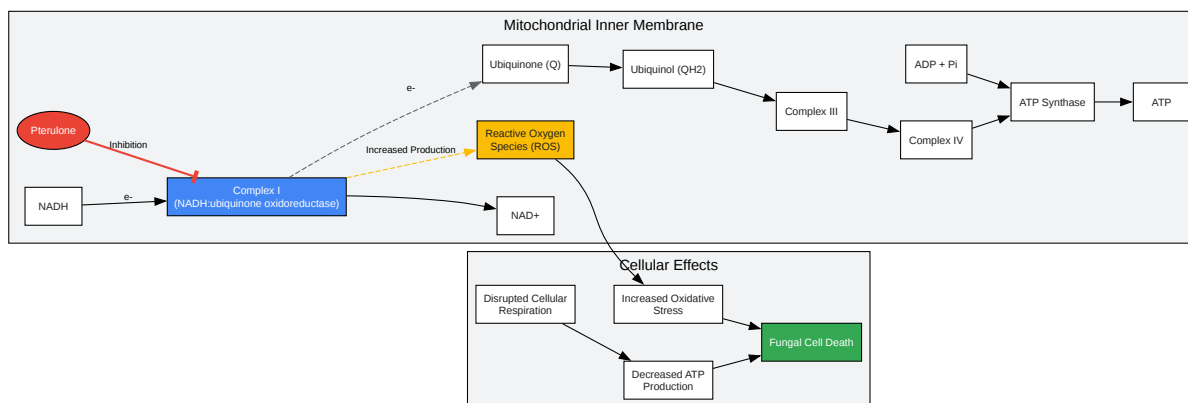 Mitochondrial Inner Membrane
Ubiquinone (Q)
Ubiquinol (QH2)
ADP + Pi
ATP Synthase
ATP
Complex III
Complex IV
e-
Pterulone
Inhibition
Reactive Oxygen
Species (ROS)
Increased Production
Complex I
(NADH:ubiquinone oxidoreductase)
NADH
e-
NAD+
Cellular Effects
Disrupted Cellular
Respiration
Increased Oxidative
Stress
Fungal Cell Death
Decreased ATP
Production